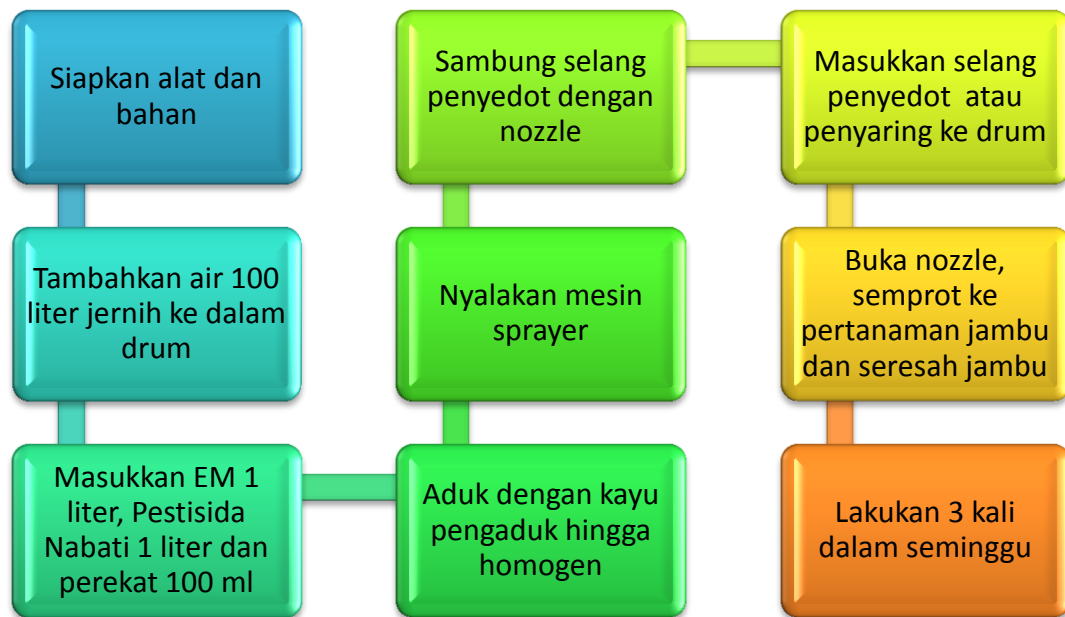 Siapkan alat dan
bahan
Tambahkan air 100
liter jernih ke dalam
drum
Masukkan EM 1
liter, Pestisida
Nabati 1 liter dan
perekat 100 ml
Aduk dengan kayu
pengaduk hingga
homogen
Nyalakan mesin
sprayer
Sambung selang
penyedot dengan
nozzle
Masukkan selang
penyedot atau
penyaring ke drum
Buka nozzle,
semprot ke
pertanaman jambu
dan seresah jambu
Lakukan 3 kali
dalam seminggu